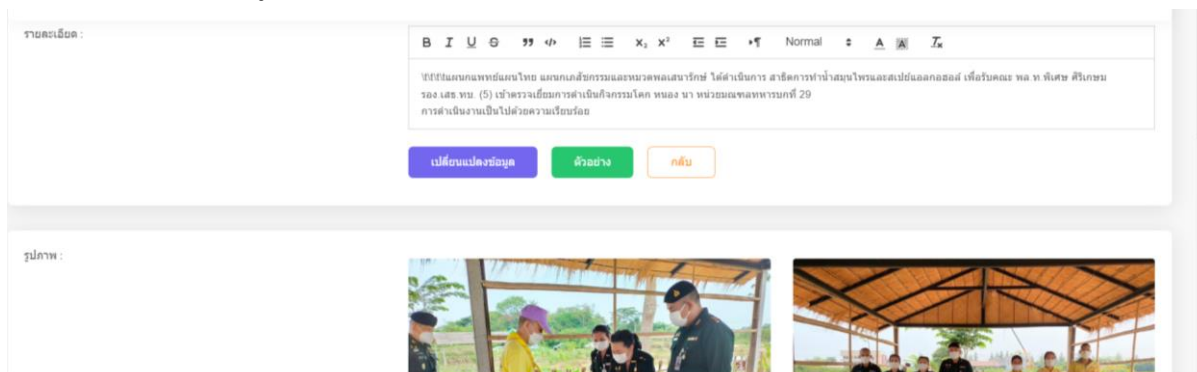 รายละเอียด :
Normal
\t\t\t\tแผนกแพทย์แผนไทย แผนกเภสัชกรรมและหมวดพลเสนารักษ์ ได้ดำเนินการ สาธิตการทำน้ำสมุนไพรและสเปย์แอลกอฮอล์ เพื่อรับคณะ พล.ท.พิเศษ ศิริเกษม
รอง.เสธ.ทบ. (5) เข้าตรวจเยี่ยมการดำเนินกิจกรรมโคก หนอง นา หน่วยมณฑลทหารบกที่ 29
การดำเนินงานเป็นไปด้วยความเรียบร้อย
เปลี่ยนแปลงข้อมูล ตัวอย่าง กลับ
รูปภาพ :